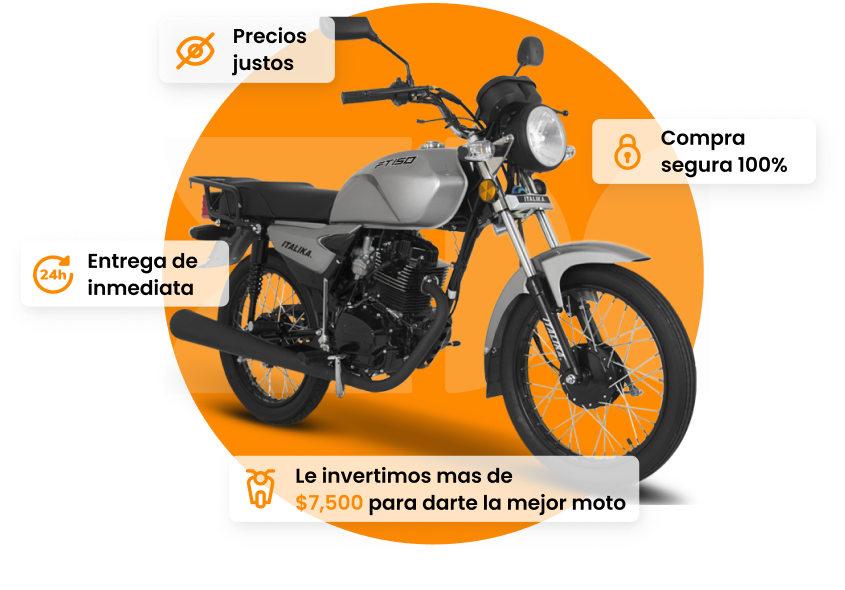 Precios
justos
Compra
segura 100%
FT150
ITALIKA
ITALIKA.
24h
Entrega de
inmediata
ITALIKA.
Le invertimos mas de
$7,500 para darte la mejor moto